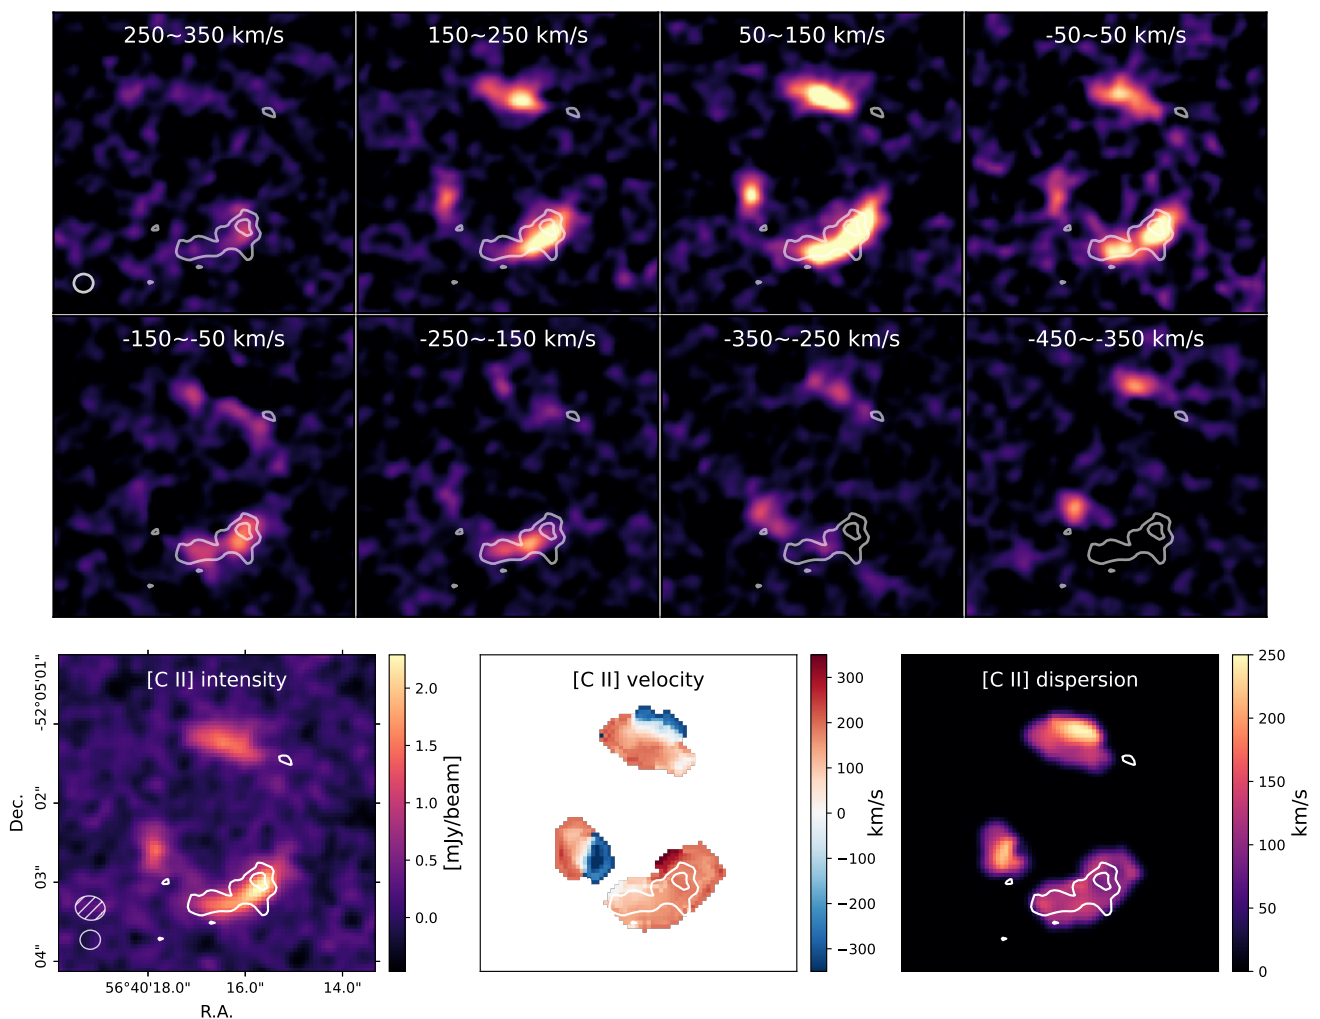 250~350 km/s
150~250 km/s
50~150 km/s
-50~50 km/s
-150~-50 km/s
-250~-150 km/s
-350~-250 km/s
-450~-350 km/s
[C II] intensity
-52°05'01"
02"
03"
04"
Dec.
56°40'18.0"
16.0"
14.0"
R.A.
2.0
1.5
1.0
0.5
0.0
[mJy/beam]
[C II] velocity
300
200
100
0
−100
−200
−300
km/s
[C II] dispersion
250
200
150
100
50
0
km/s